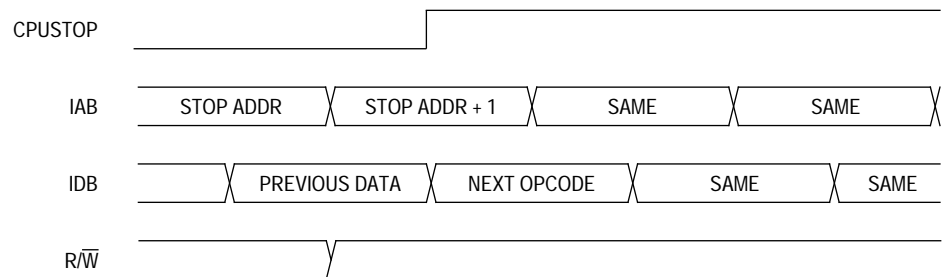 CPUSTOP
IAB STOP ADDR STOP ADDR + 1 SAME SAME
IDB PREVIOUS DATA NEXT OPCODE SAME SAME
R/W̅